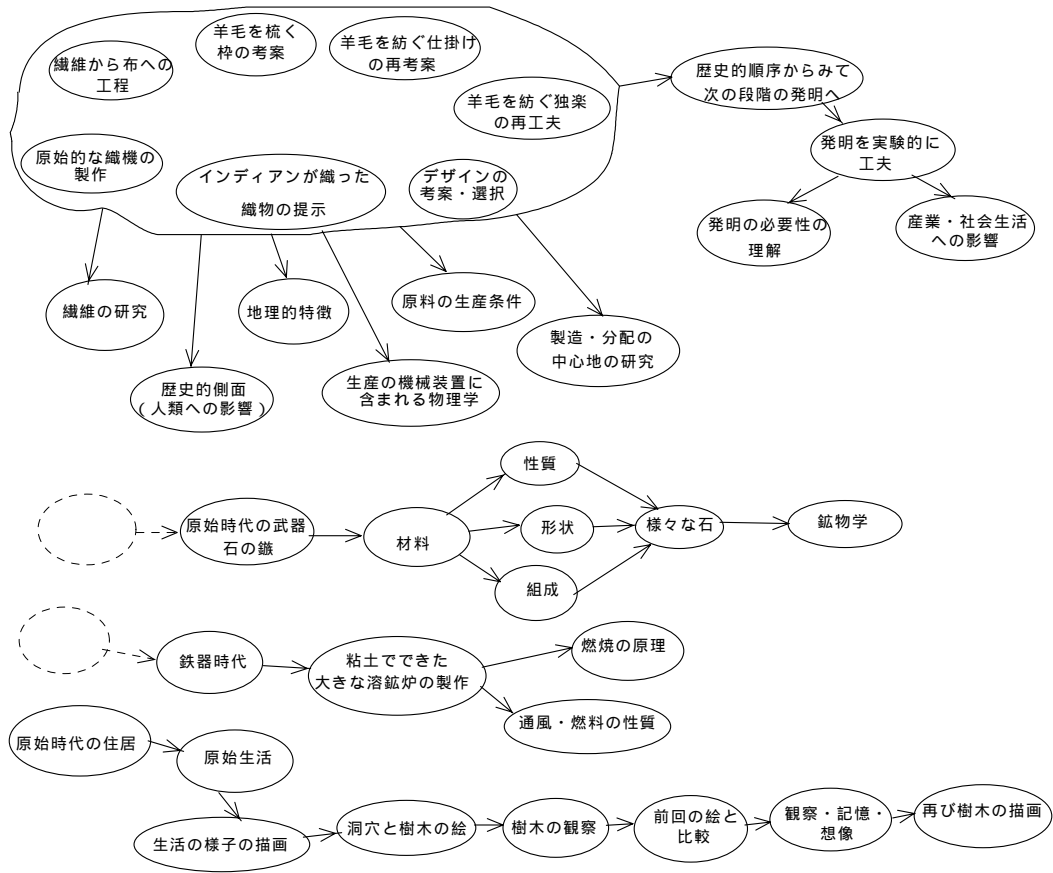 繊維から布への
工程
羊毛を梳く
枠の考案
羊毛を紡ぐ仕掛け
の再考案
羊毛を紡ぐ独楽
の再工夫
原始的な織機の
製作
インディアンが織った
織物の提示
デザインの
考案・選択
歴史的順序からみて
次の段階の発明へ
発明を実験的に
工夫
発明の必要性の
理解
産業・社会生活
への影響
繊維の研究
歴史的側面
(人類への影響)
地理的特徴
生産の機械装置に
含まれる物理学
原料の生産条件
製造・分配の
中心地の研究
原始時代の武器
石の鏃
材料
性質
形状
組成
様々な石
鉱物学
鉄器時代
粘土でできた
大きな溶鉱炉の製作
燃焼の原理
通風・燃料の性質
原始時代の住居
原始生活
生活の様子の描画
洞穴と樹木の絵
樹木の観察
前回の絵と
比較
観察・記憶・
想像
再び樹木の描画